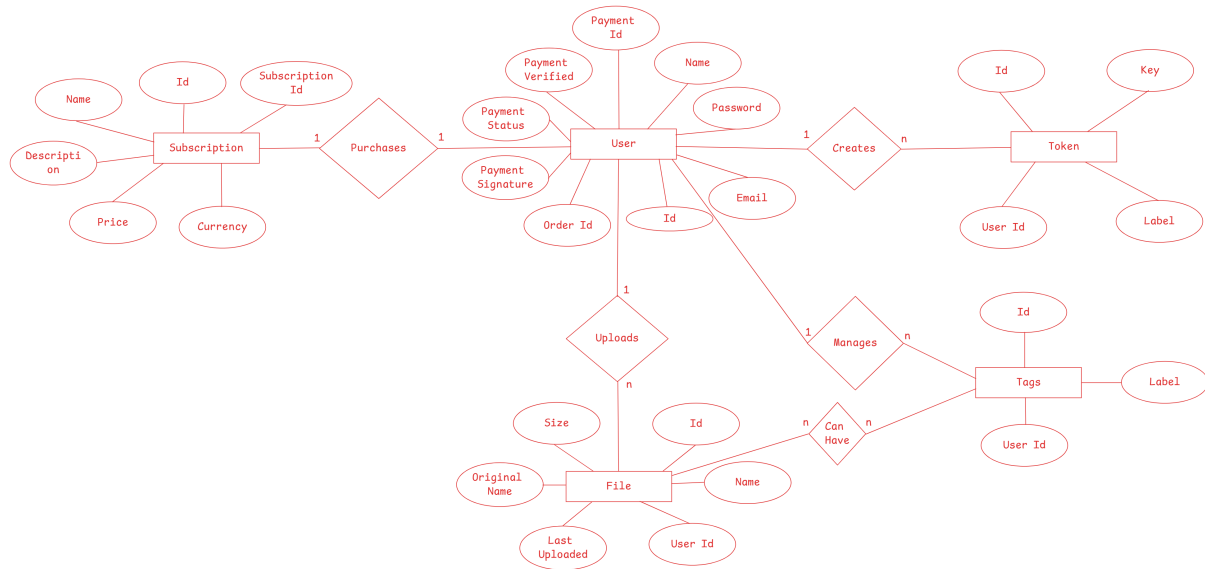 Payment
Id
Payment
Verified
Name
Id
Subscription
Id
Id
Key
Name
Payment
Status
Password
Subscription
1
Purchases
1
User
1
Creates
n
Token
Descripti
on
Payment
Signature
Email
Price
Currency
Order Id
Id
User Id
Label
1
Uploads
n
1
Manages
n
Id
Tags
Label
User Id
Size
Id
n
Can
Have
n
Original
Name
File
Name
Last
Uploaded
User Id